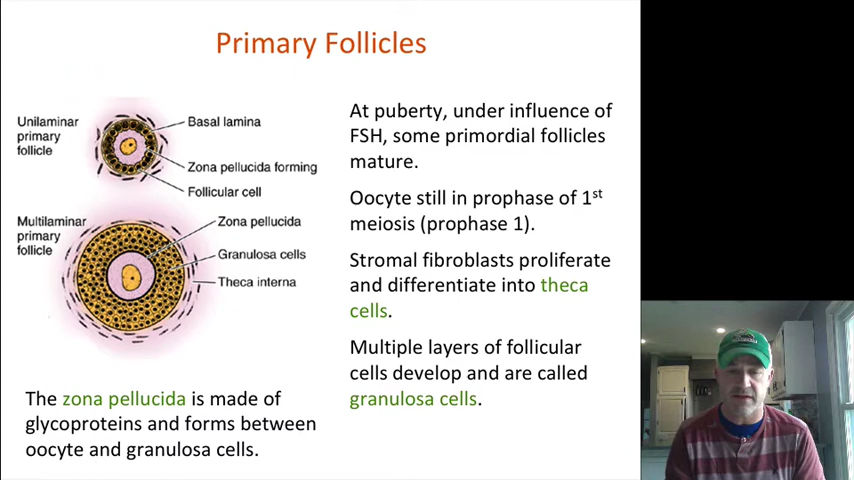 Primary Follicles
Unilaminar
primary
follicle
Basal lamina
Zona pellucida forming
Follicular cell
Multilaminar
primary
follicle
Zona pellucida
Granulosa cells
Theca interna
The zona pellucida is made of
glycoproteins and forms between
oocyte and granulosa cells.
At puberty, under influence of
FSH, some primordial follicles
mature.
Oocyte still in prophase of 1st
meiosis (prophase 1).
Stromal fibroblasts proliferate
and differentiate into theca
cells.
Multiple layers of follicular
cells develop and are called
granulosa cells.